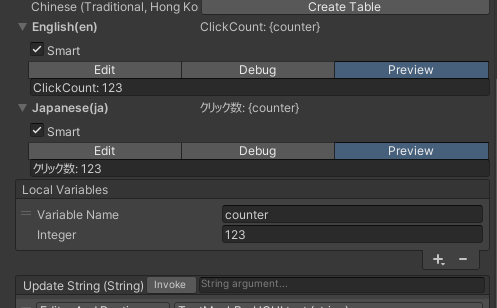 Chinese (Traditional, Hong Ko
Create Table
English(en) ClickCount: {counter}
Smart
Edit Debug Preview
ClickCount: 123
Japanese(ja) クリック数: {counter}
Smart
Edit Debug Preview
クリック数: 123
Local Variables
Variable Name counter
Integer 123
Update String (String) Invoke String argument...